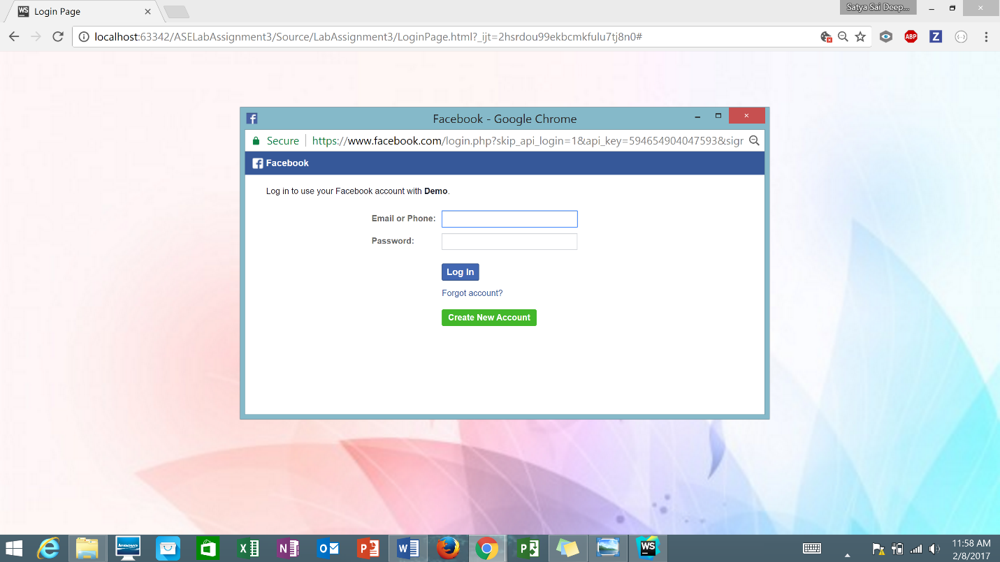 Login Page
Satya Sai Deep...
localhost:63342/ASELabAssignment3/Source/LabAssignment3/LoginPage.html?_ijt=2hsrdou99ekbcmkfulu7tj8n0#
ABP
Z
Facebook - Google Chrome
Secure
https://www.facebook.com/login.php?skip_api_login=1&api_key=594654904047593&sigr
Facebook
Log in to use your Facebook account with Demo.
Email or Phone:
Password:
Log In
Forgot account?
Create New Account
lenovo
WS
11:58 AM
2/8/2017